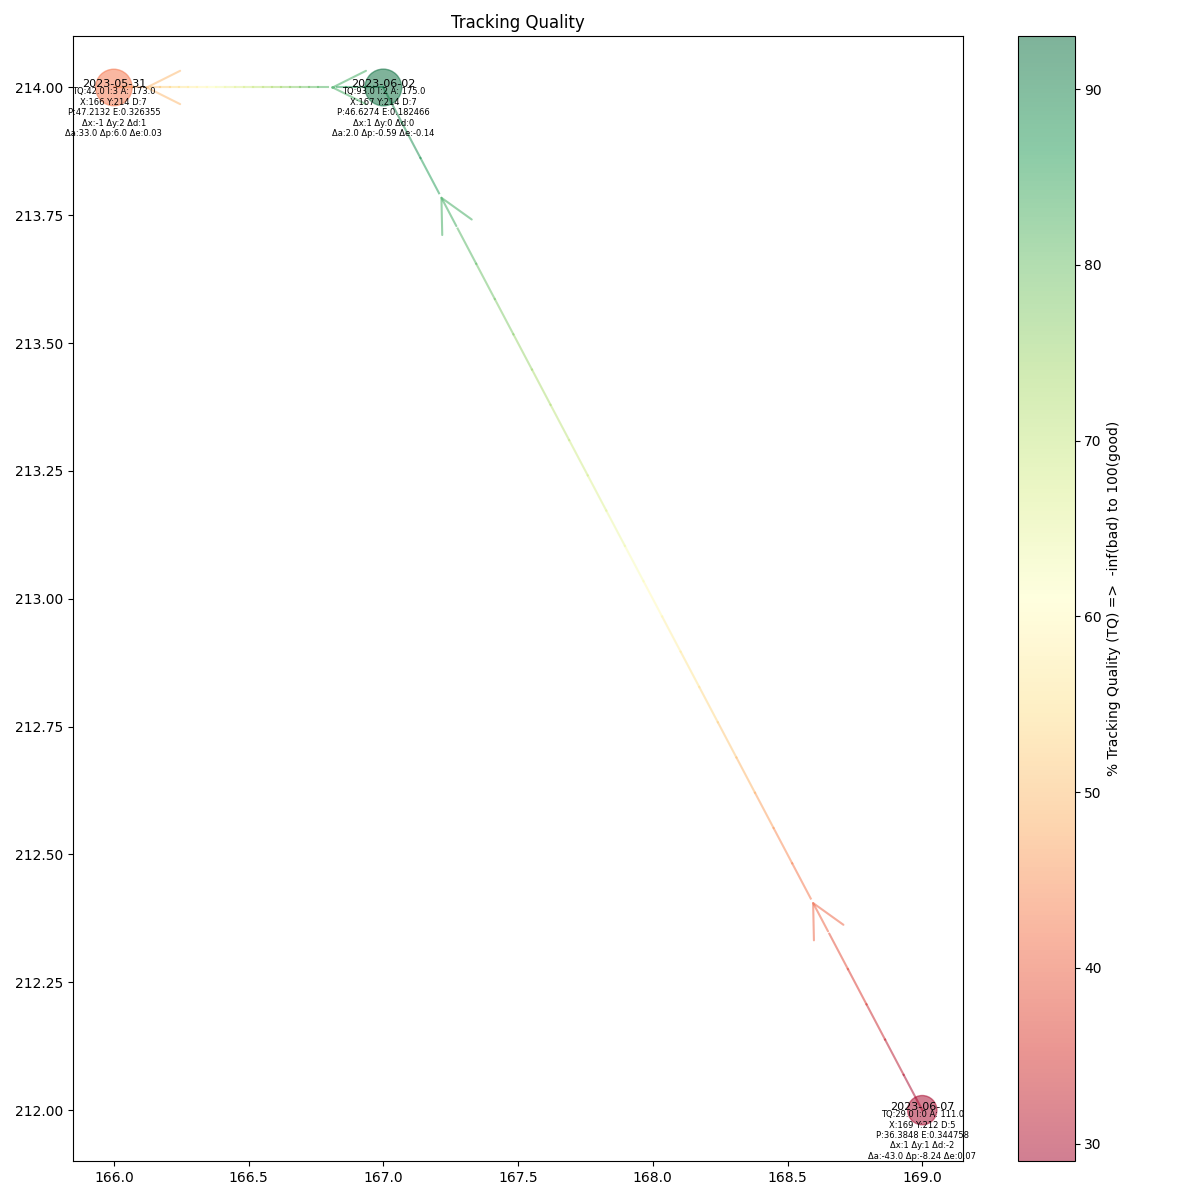 Tracking Quality
214.00
213.75
213.50
213.25
213.00
212.75
212.50
212.25
212.00
2023-05-31
TQ:42.0 I:3 A: 173.0
X:166 Y:214 D:7
P:47.2132 E:0.326355
Δx:-1 Δy:2 Δd:1
Δa:33.0 Δp:6.0 Δe:0.03
2023-06-02
TQ:93.0 I:2 A: 175.0
X:167 Y:214 D:7
P:46.6274 E:0.182466
Δx:1 Δy:0 Δd:0
Δa:2.0 Δp:-0.59 Δe:-0.14
2023-06-07
TQ:29.0 I:0 A: 111.0
X:169 Y:212 D:5
P:36.3848 E:0.344758
Δx:1 Δy:1 Δd:-2
Δa:-43.0 Δp:-8.24 Δe:0.07
166.0 166.5 167.0 167.5 168.0 168.5 169.0
90
80
70
60
50
40
30
% Tracking Quality (TQ) => -inf(bad) to 100(good)